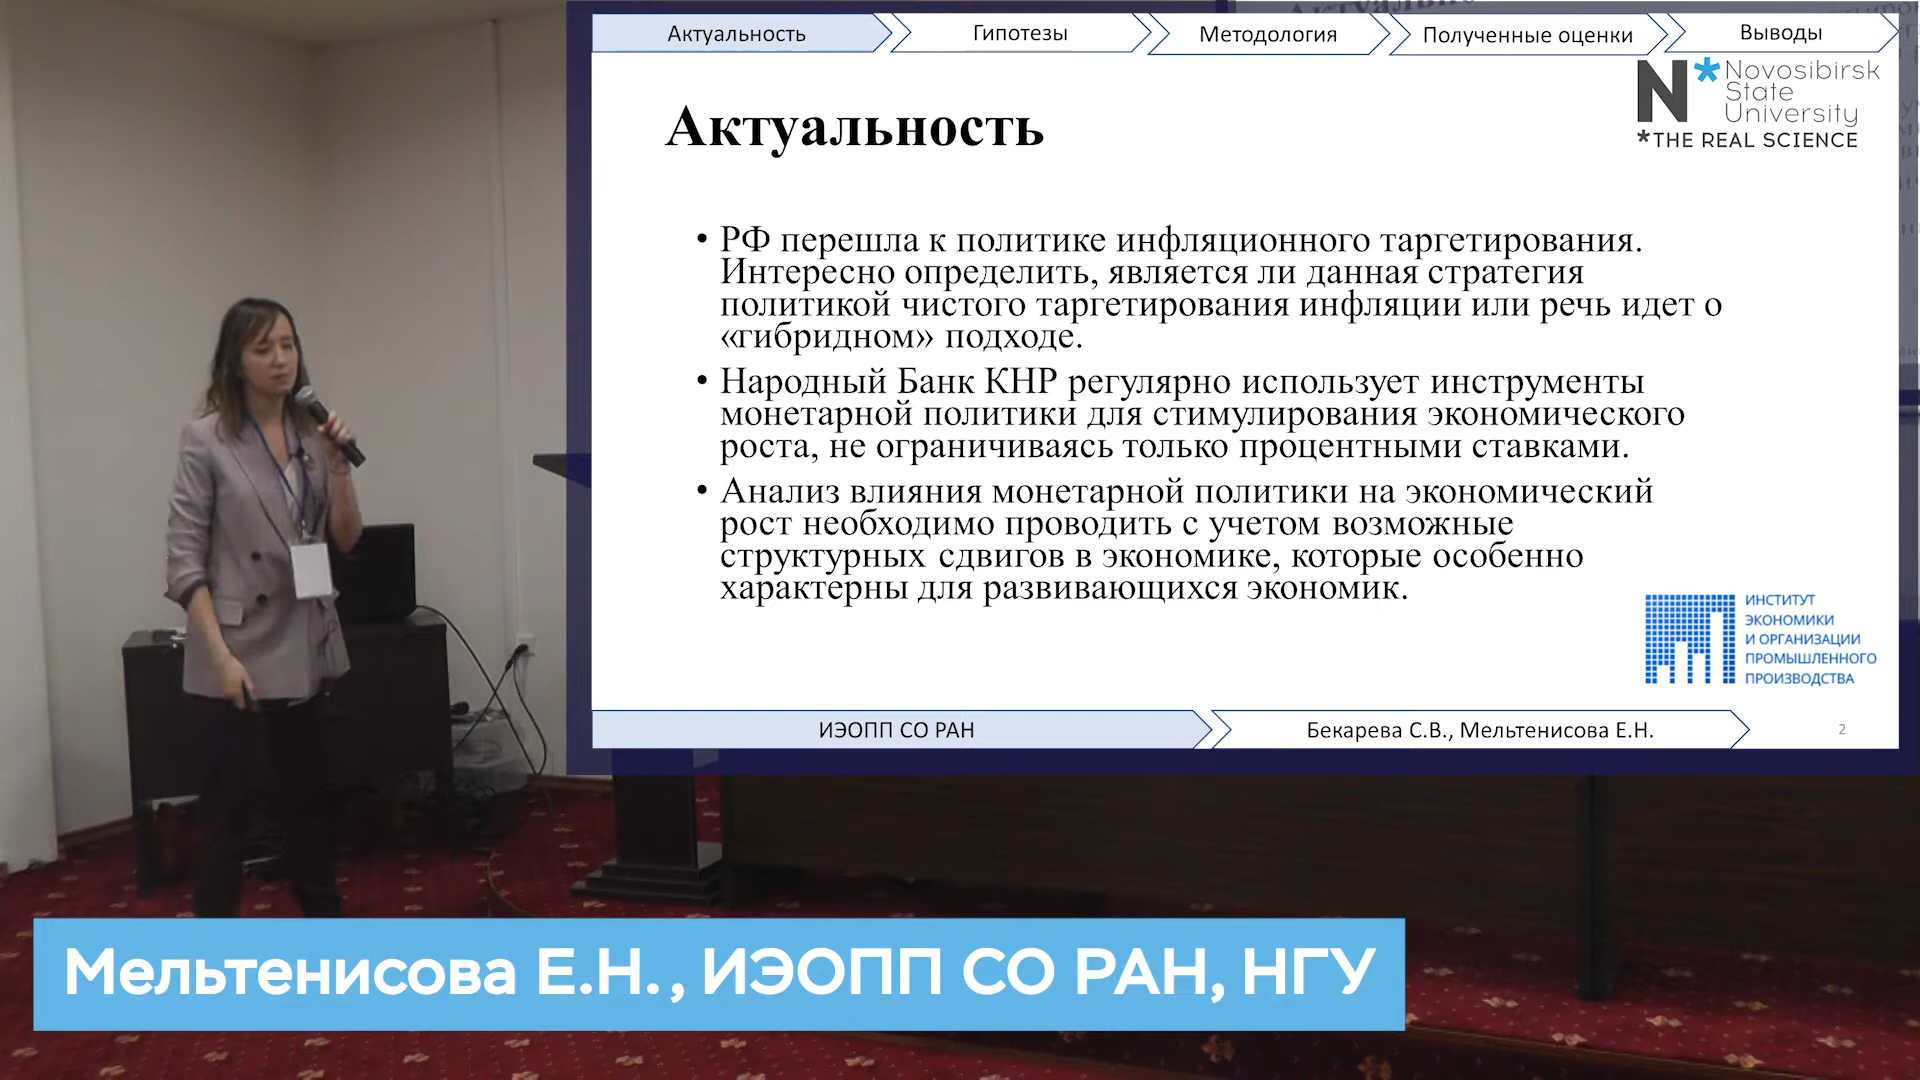 Актуальность
Гипотезы
Методология
Полученные оценки
Выводы
N*Novosibirsk
State
University
*THE REAL SCIENCE
Актуальность
• РФ перешла к политике инфляционного таргетирования.
Интересно определить, является ли данная стратегия
политикой чистого таргетирования инфляции или речь идет о
«гибридном» подходе.
• Народный Банк КНР регулярно использует инструменты
монетарной политики для стимулирования экономического
роста, не ограничиваясь только процентными ставками.
• Анализ влияния монетарной политики на экономический
рост необходимо проводить с учетом возможные
структурных сдвигов в экономике, которые особенно
характерны для развивающихся экономик.
ИНСТИТУТ
ЭКОНОМИКИ
И ОРГАНИЗАЦИИ
ПРОМЫШЛЕННОГО
ПРОИЗВОДСТВА
ИЭОПП СО РАН
Бекарева С.В., Мельтенисова Е.Н.
2
Мельтенисова Е.Н., ИЭОПП СО РАН, НГУ